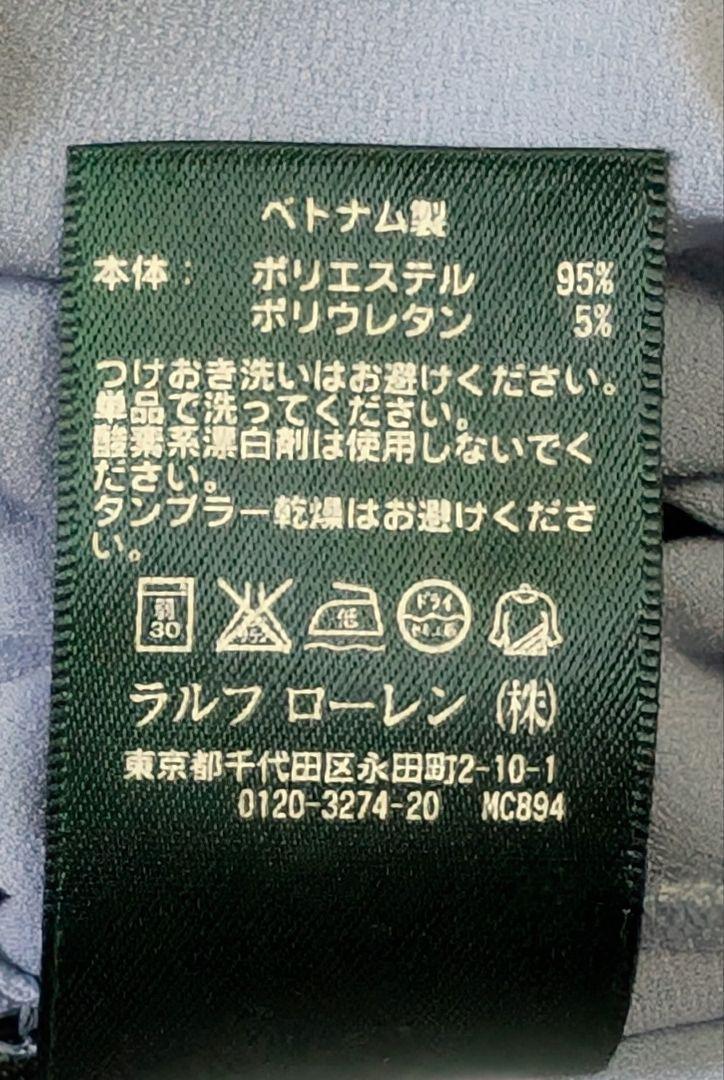 ベトナム製
本体： ポリエステル 95%
ポリウレタン 5%
つけおき洗いはお避けください。
単品で洗ってください。
酸素系漂白剤は使用しないでく
ださい。
タンブラー乾燥はお避けくださ
い。
弱 30 低 ドライ
ラルフ ローレン (株)
東京都千代田区永田町2-10-1
0120-3274-20 MC894